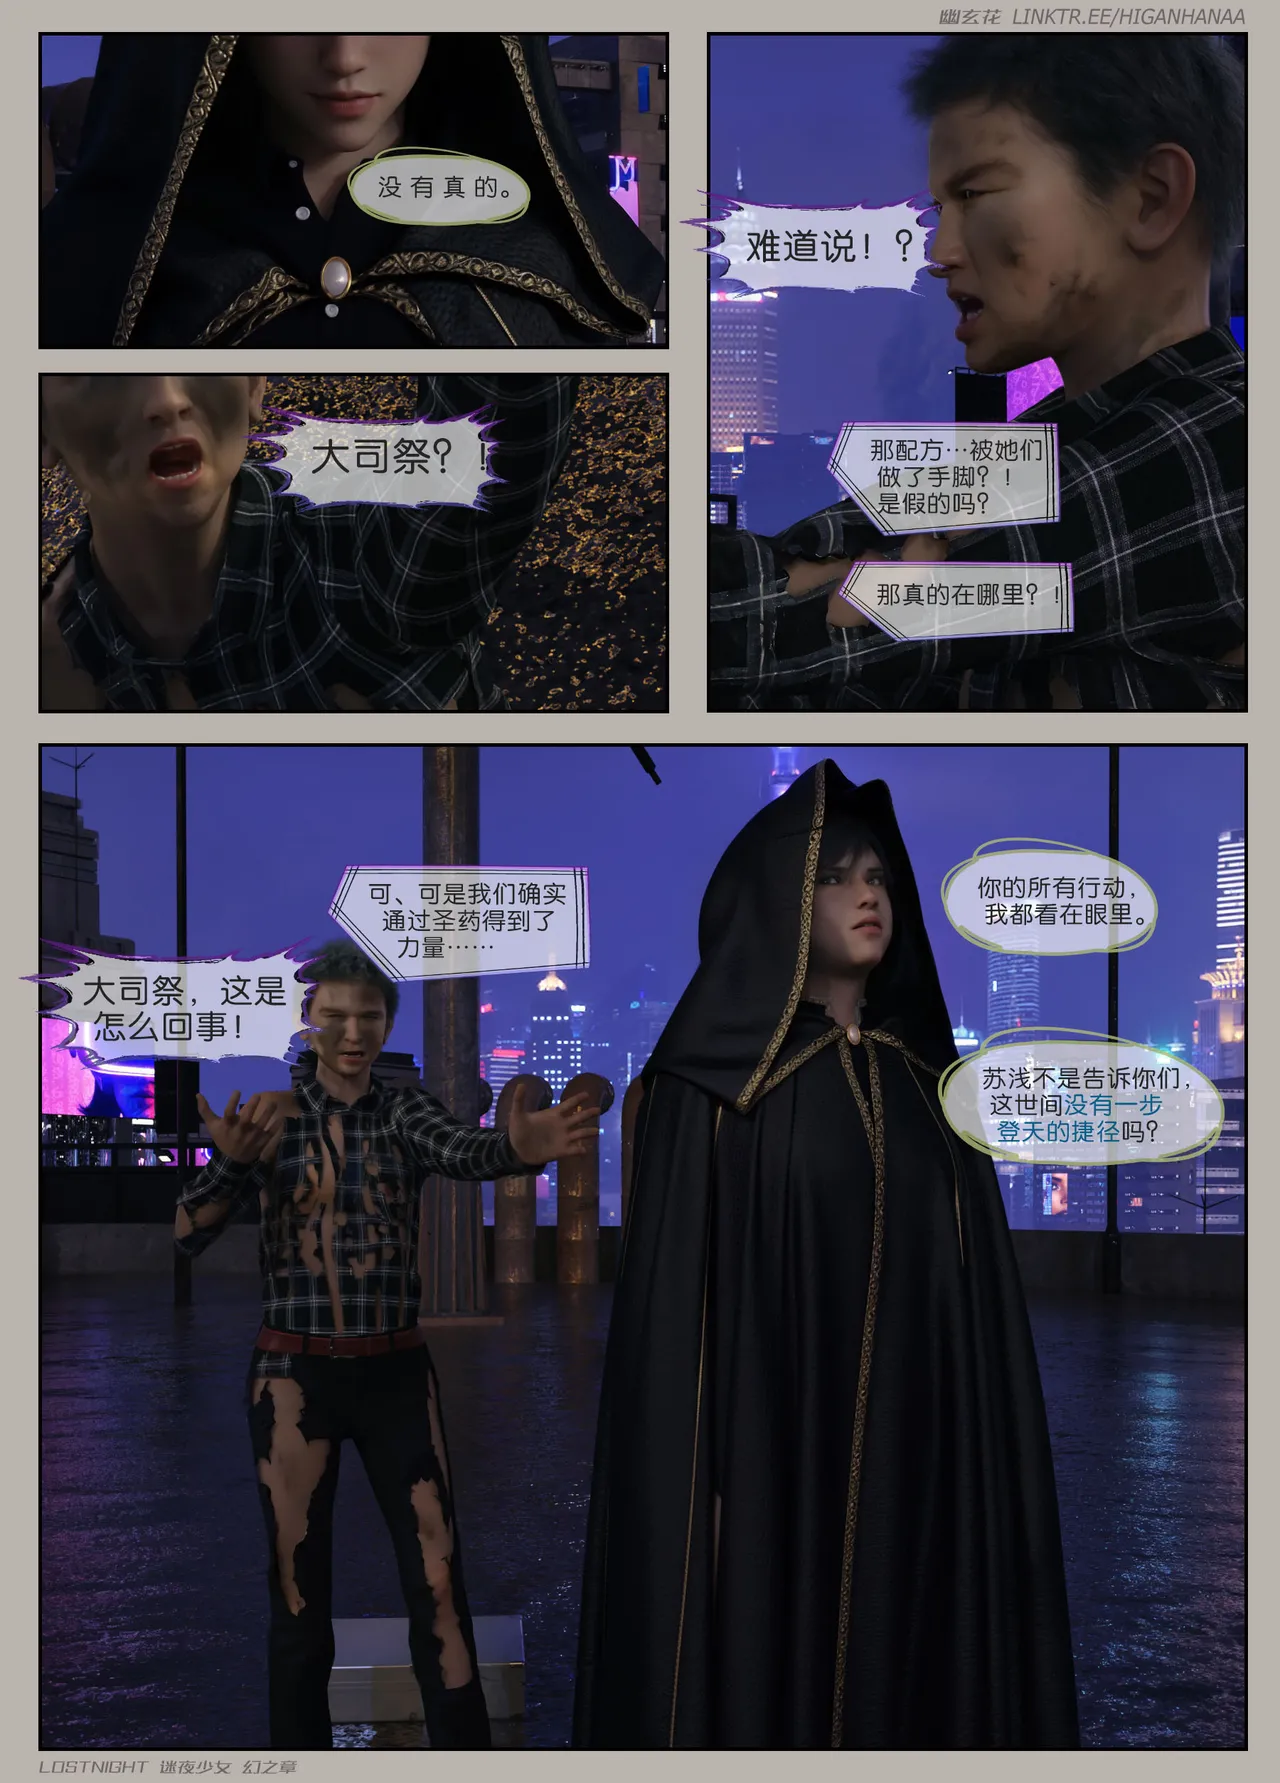 幽玄花 LINKTR.EE/HIGANHANAA
没有真的。
难道说！？
大司祭？！
那配方…被她们
做了手脚？！
是假的吗？
那真的在哪里？！
可、可是我们确实
通过圣药得到了
力量……
大司祭，这是
怎么回事！
你的所有行动，
我都看在眼里。
苏浅不是告诉你们，
这世间没有一步
登天的捷径吗？
LOSTNIGHT 迷夜少女 幻之章